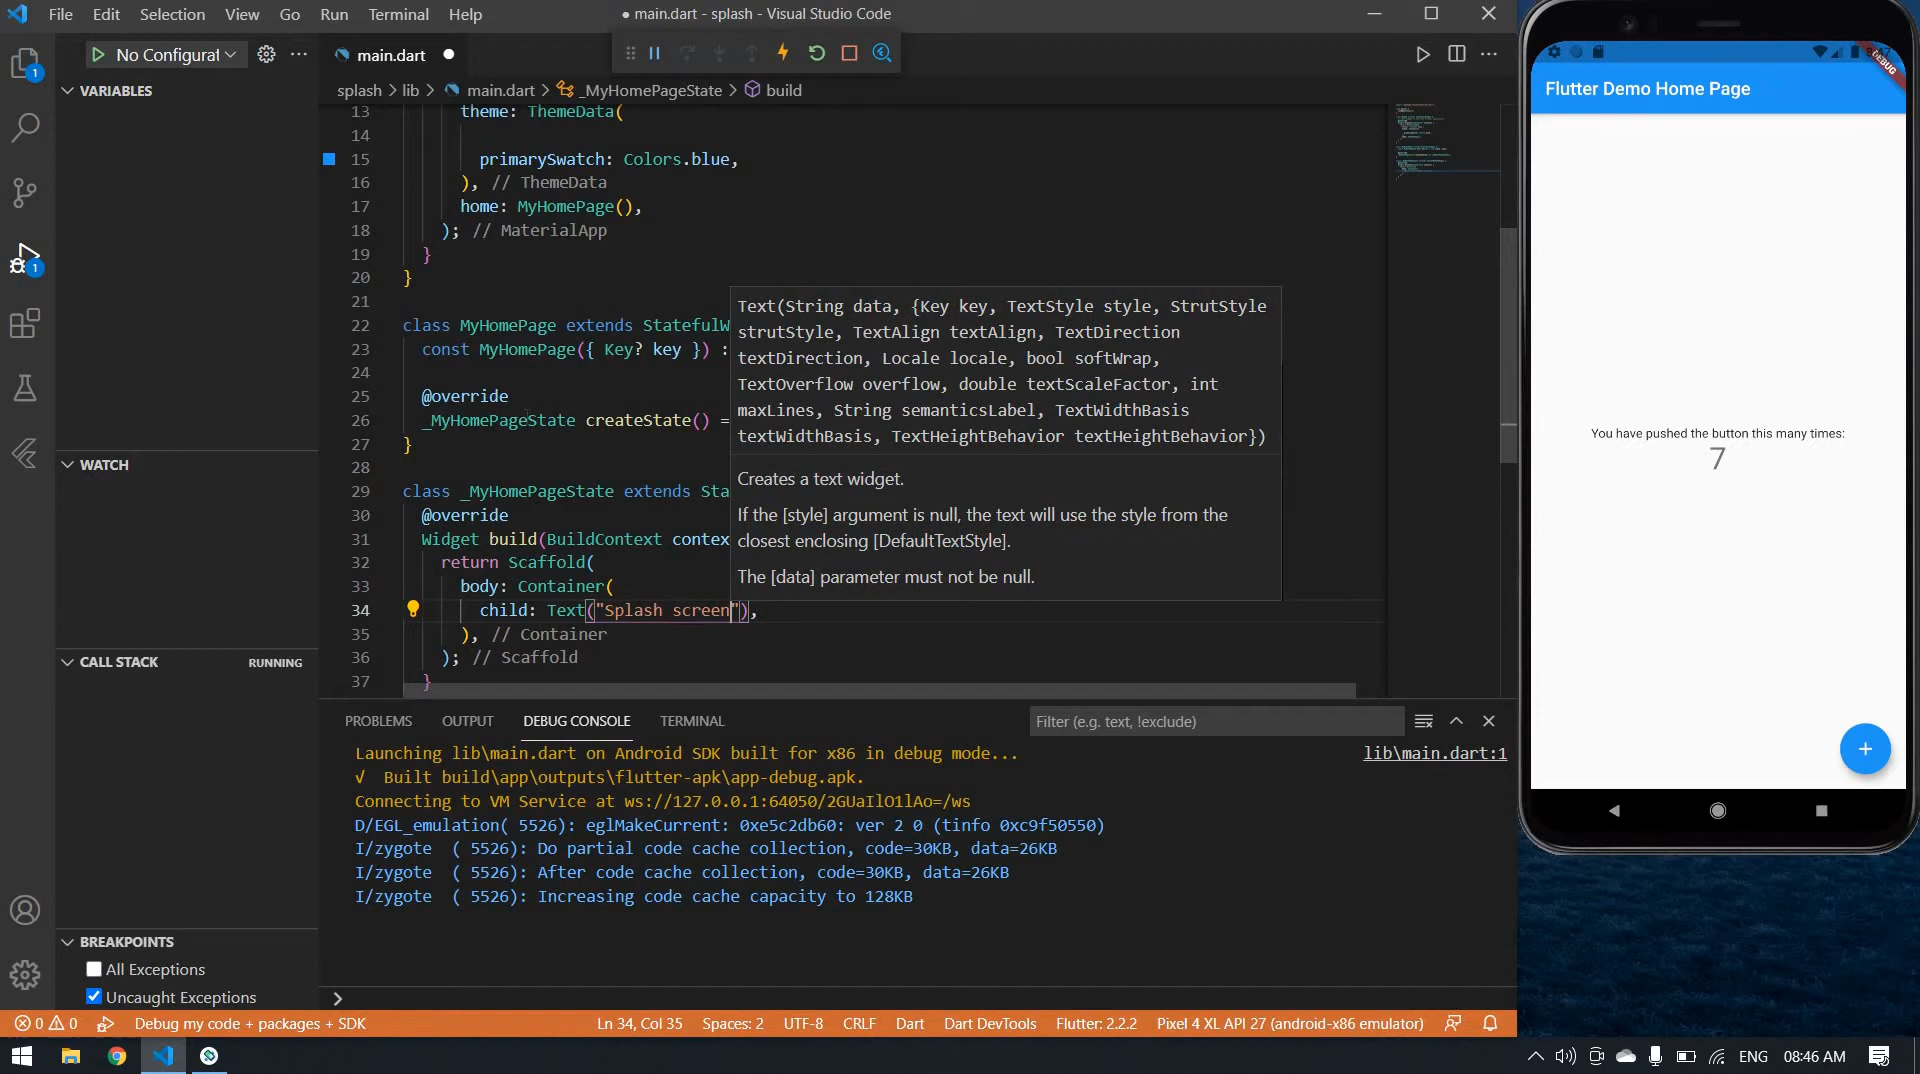 File Edit Selection View Go Run Terminal Help
● main.dart - splash - Visual Studio Code
No Configurat
main.dart
splash > lib > main.dart > _MyHomePageState > build
VARIABLES
WATCH
CALL STACK RUNNING
BREAKPOINTS
All Exceptions
Uncaught Exceptions
1
1
13 theme: ThemeData(
14
15 primarySwatch: Colors.blue,
16 ), // ThemeData
17 home: MyHomePage(),
18 ); // MaterialApp
19 }
20 }
21
22 class MyHomePage extends StatefulW
23 const MyHomePage({ Key? key }) :
24
25 @override
26 _MyHomePageState createState() =
27 }
28
29 class _MyHomePageState extends Sta
30 @override
31 Widget build(BuildContext contex
32 return Scaffold(
33 body: Container(
34 child: Text("Splash screen"),
35 ), // Container
36 ); // Scaffold
37 }
Text(String data, {Key key, TextStyle style, StrutStyle
strutStyle, TextAlign textAlign, TextDirection
textDirection, Locale locale, bool softWrap,
TextOverflow overflow, double textScaleFactor, int
maxLines, String semanticsLabel, TextWidthBasis
textWidthBasis, TextHeightBehavior textHeightBehavior})
Creates a text widget.
If the [style] argument is null, the text will use the style from the
closest enclosing [DefaultTextStyle].
The [data] parameter must not be null.
PROBLEMS OUTPUT DEBUG CONSOLE TERMINAL
Filter (e.g. text, !exclude)
Launching lib\main.dart on Android SDK built for x86 in debug mode...
lib\main.dart:1
√ Built build\app\outputs\flutter-apk\app-debug.apk.
Connecting to VM Service at ws://127.0.0.1:64050/2GUaIlO1lAo=/ws
D/EGL_emulation( 5526): eglMakeCurrent: 0xe5c2db60: ver 2 0 (tinfo 0xc9f50550)
I/zygote ( 5526): Do partial code cache collection, code=30KB, data=26KB
I/zygote ( 5526): After code cache collection, code=30KB, data=26KB
I/zygote ( 5526): Increasing code cache capacity to 128KB
0 0 Debug my code + packages + SDK
Ln 34, Col 35 Spaces: 2 UTF-8 CRLF Dart Dart DevTools Flutter: 2.2.2 Pixel 4 XL API 27 (android-x86 emulator)
DEBUG
Flutter Demo Home Page
You have pushed the button this many times:
7
ENG 08:46 AM